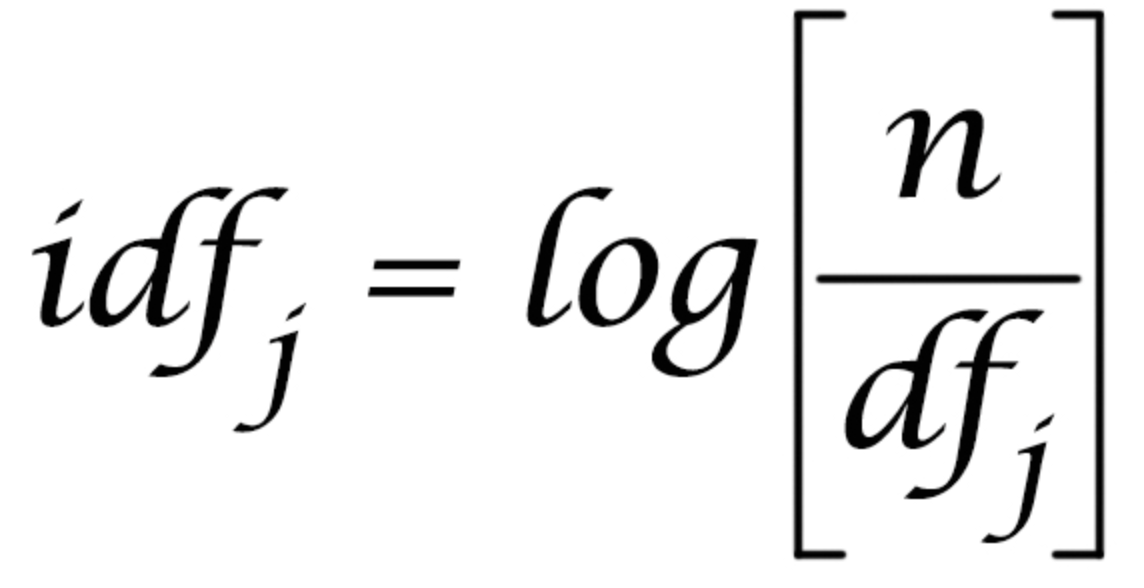 idf_j = log [ n / df_j ]